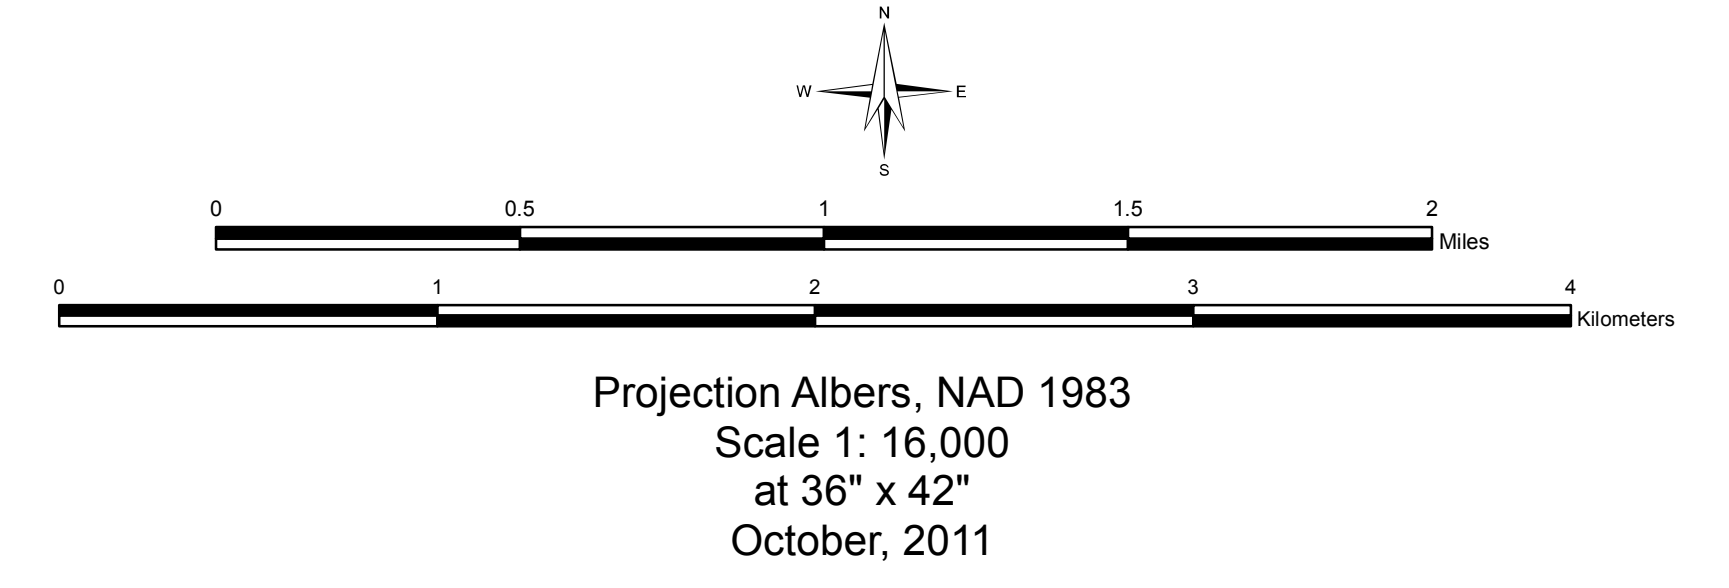 N
W E
S
0 0.5 1 1.5 2
Miles
0 1 2 3 4
Kilometers
Projection Albers, NAD 1983
Scale 1: 16,000
at 36" x 42"
October, 2011